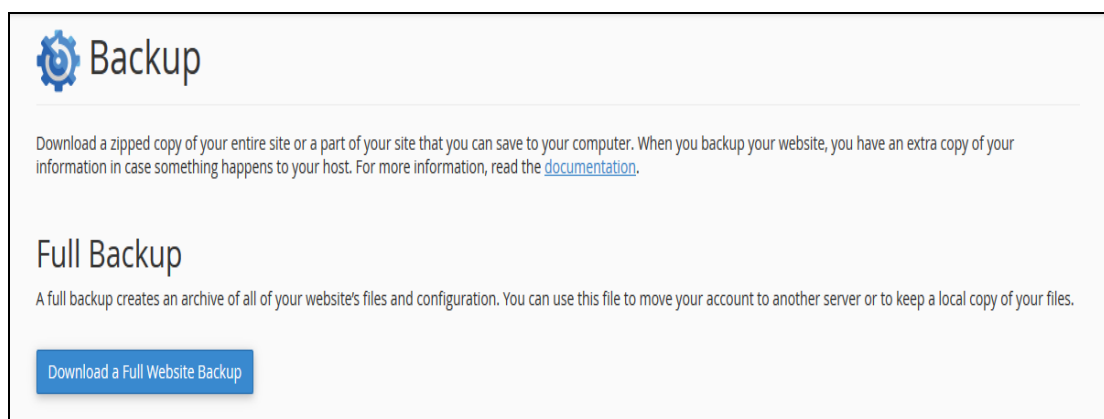 Backup
Download a zipped copy of your entire site or a part of your site that you can save to your computer. When you backup your website, you have an extra copy of your
information in case something happens to your host. For more information, read the documentation.
Full Backup
A full backup creates an archive of all of your website’s files and configuration. You can use this file to move your account to another server or to keep a local copy of your files.
Download a Full Website Backup